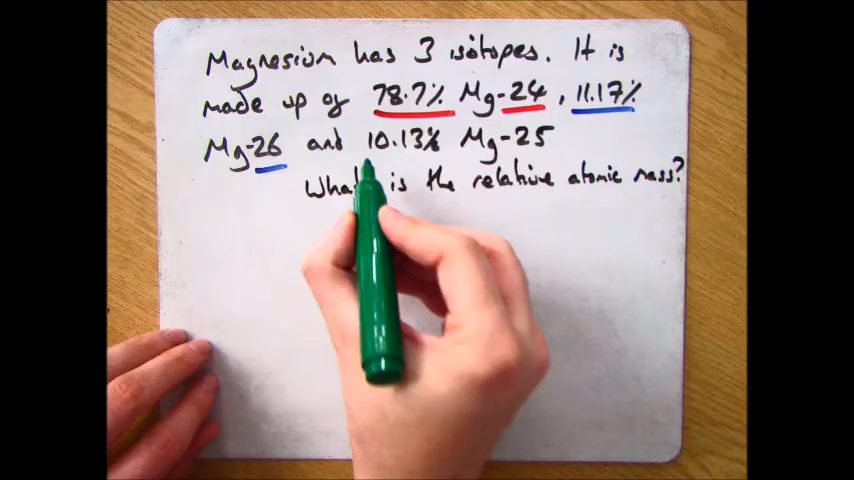 Magnesium has 3 isotopes. It is
made up of 78.7% Mg-24, 11.17%
Mg-26 and 10.13% Mg-25
What is the relative atomic mass?